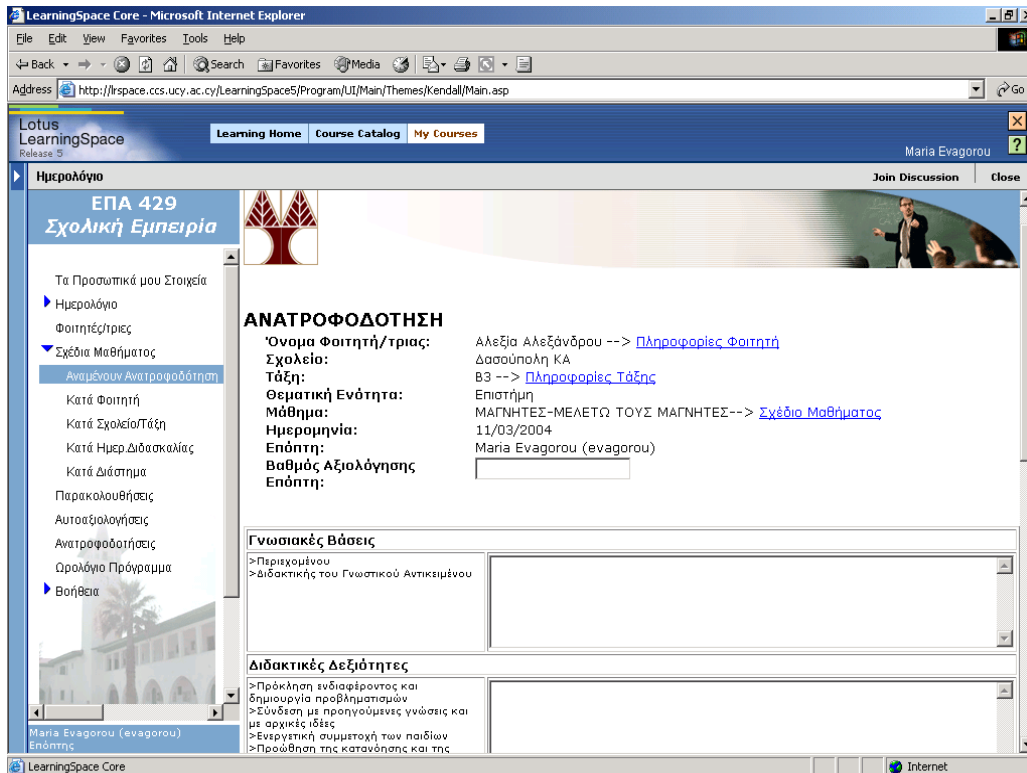 LearningSpace Core - Microsoft Internet Explorer
File Edit View Favorites Tools Help
Back Search Favorites Media
Address http://lrspace.ccs.ucy.ac.cy/LearningSpace5/Program/UI/Main/Themes/Kendall/Main.asp Go
Lotus
LearningSpace
Release 5
Learning Home Course Catalog My Courses
Maria Evagorou
Ημερολόγιο Join Discussion Close
ΕΠΑ 429
Σχολική Εμπειρία
Τα Προσωπικά μου Στοιχεία
Ημερολόγιο
Φοιτητές/τριες
Σχέδια Μαθήματος
Αναμένουν Ανατροφοδότηση
Κατά Φοιτητή
Κατά Σχολείο/Τάξη
Κατά Ημερ.Διδασκαλίας
Κατά Διάστημα
Παρακολουθήσεις
Αυτοαξιολογήσεις
Ανατροφοδοτήσεις
Ωρολόγιο Πρόγραμμα
Βοήθεια
Maria Evagorou (evagorou)
Επόπτης
ΑΝΑΤΡΟΦΟΔΟΤΗΣΗ
Όνομα Φοιτητή/τριας: Αλεξία Αλεξάνδρου --> Πληροφορίες Φοιτητή
Σχολείο: Δασούπολη ΚΑ
Τάξη: Β3 --> Πληροφορίες Τάξης
Θεματική Ενότητα: Επιστήμη
Μάθημα: ΜΑΓΝΗΤΕΣ-ΜΕΛΕΤΩ ΤΟΥΣ ΜΑΓΝΗΤΕΣ--> Σχέδιο Μαθήματος
Ημερομηνία: 11/03/2004
Επόπτη: Maria Evagorou (evagorou)
Βαθμός Αξιολόγησης
Επόπτη:
Γνωσιακές Βάσεις
>Περιεχομένου
>Διδακτικής του Γνωστικού Αντικειμένου
Διδακτικές Δεξιότητες
>Πρόκληση ενδιαφέροντος και
δημιουργία προβληματισμών
>Σύνδεση με προηγούμενες γνώσεις και
με αρχικές ιδέες
>Ενεργετική συμμετοχή των παιδίων
>Προώθηση της κατανόησης και της
LearningSpace Core Internet